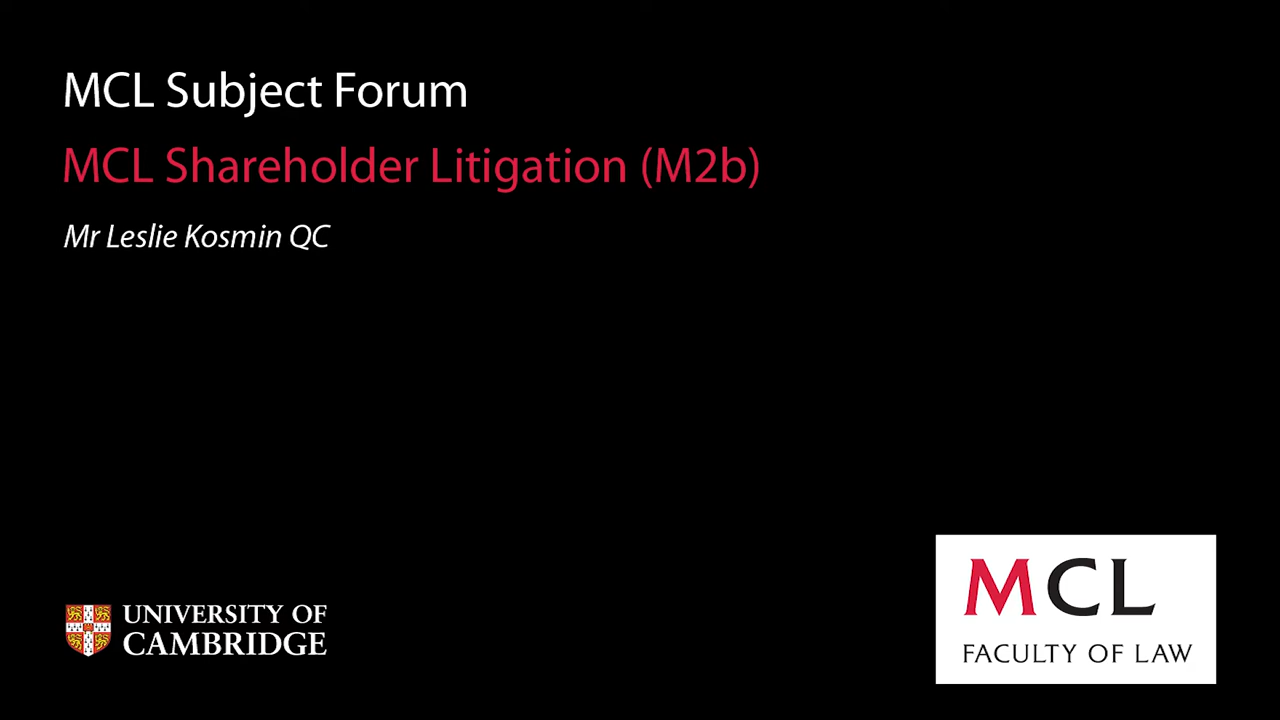 MCL Subject Forum
MCL Shareholder Litigation (M2b)
Mr Leslie Kosmin QC
UNIVERSITY OF
CAMBRIDGE
MCL
FACULTY OF LAW